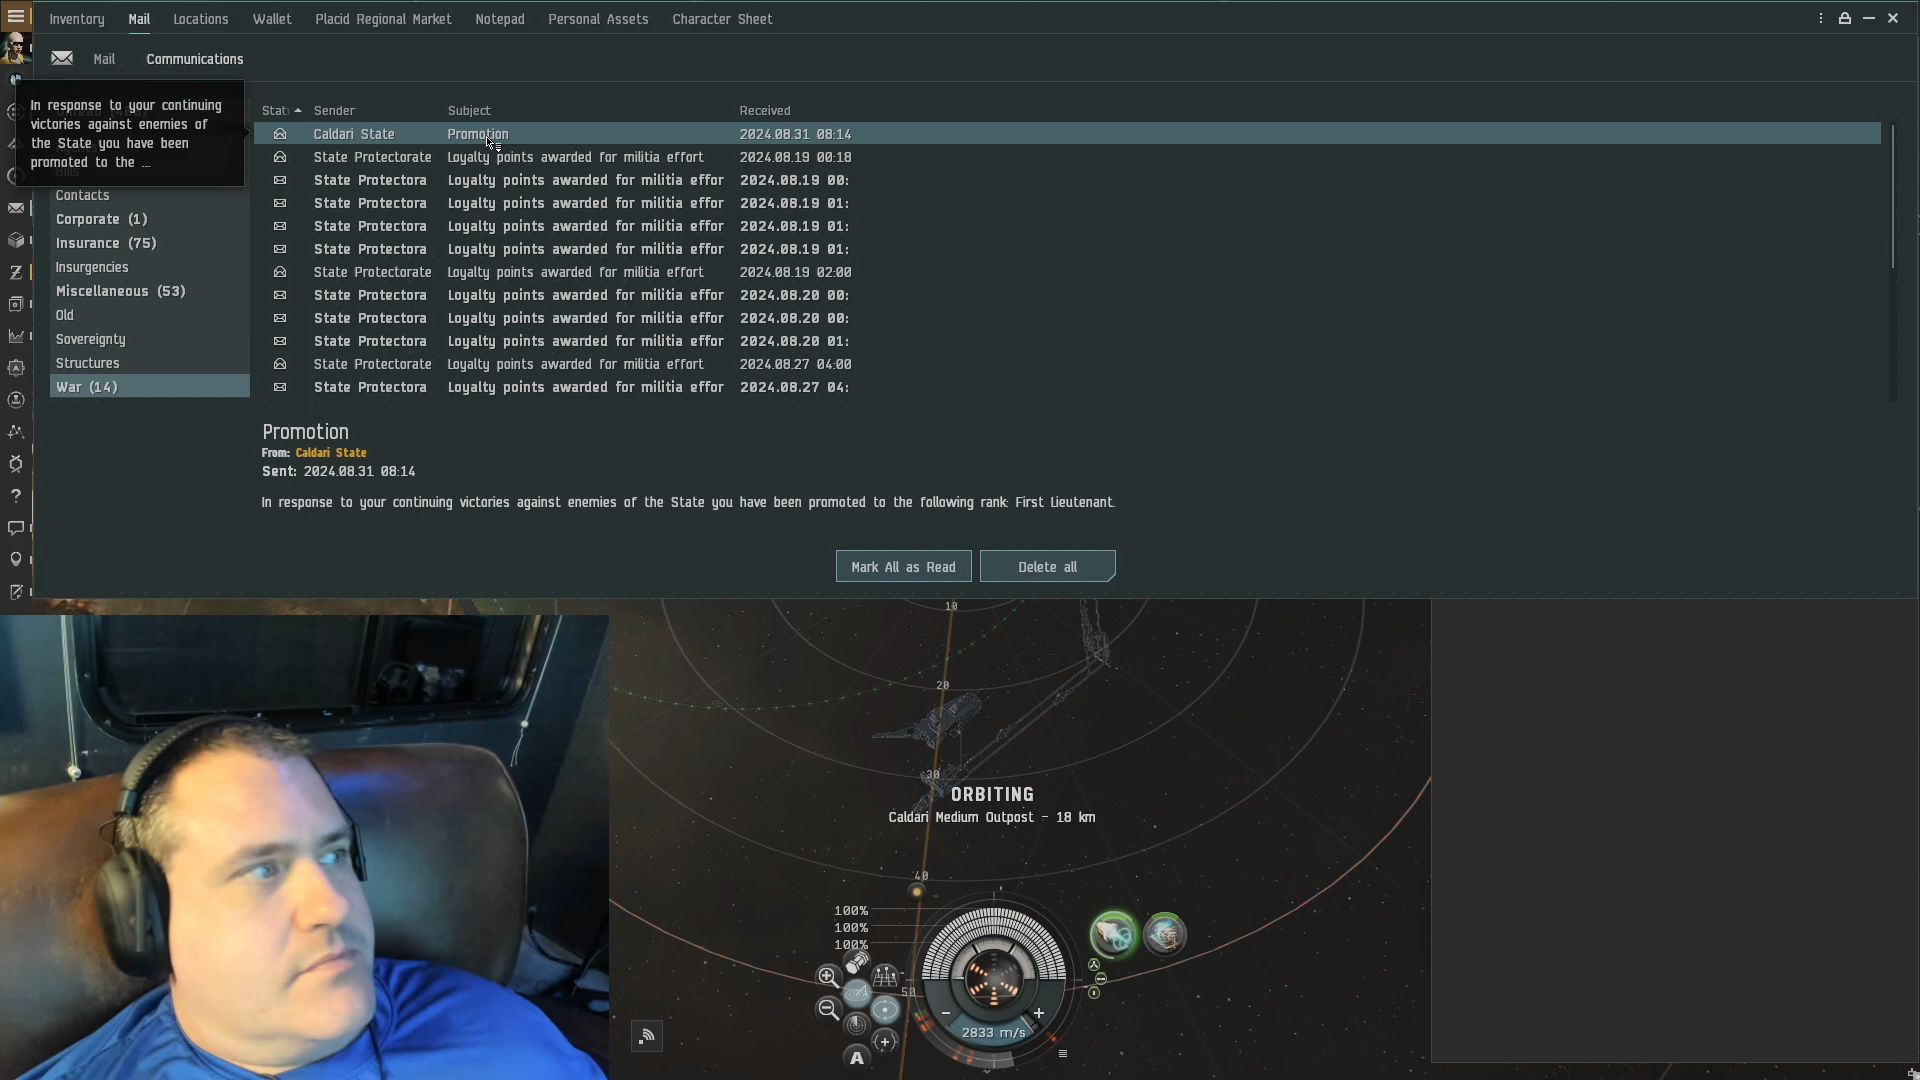 Inventory Mail Locations Wallet Placid Regional Market Notepad Personal Assets Character Sheet
Mail Communications
In response to your continuing
victories against enemies of
the State you have been
promoted to the ...
Contacts
Corporate (1)
Insurance (75)
Insurgencies
Miscellaneous (53)
Old
Sovereignty
Structures
War (14)
Stat Sender Subject Received
Caldari State Promotion 2024.08.31 08:14
State Protectorate Loyalty points awarded for militia effort 2024.08.19 00:18
State Protectora Loyalty points awarded for militia effor 2024.08.19 00:
State Protectora Loyalty points awarded for militia effor 2024.08.19 01:
State Protectora Loyalty points awarded for militia effor 2024.08.19 01:
State Protectora Loyalty points awarded for militia effor 2024.08.19 01:
State Protectorate Loyalty points awarded for militia effort 2024.08.19 02:00
State Protectora Loyalty points awarded for militia effor 2024.08.20 00:
State Protectora Loyalty points awarded for militia effor 2024.08.20 00:
State Protectora Loyalty points awarded for militia effor 2024.08.20 01:
State Protectorate Loyalty points awarded for militia effort 2024.08.27 04:00
State Protectora Loyalty points awarded for militia effor 2024.08.27 04:
Promotion
From: Caldari State
Sent: 2024.08.31 08:14
In response to your continuing victories against enemies of the State you have been promoted to the following rank: First Lieutenant.
Mark All as Read Delete all
10
20
30
ORBITING
Caldari Medium Outpost - 18 km
40
100%
100%
100%
50
2833 m/s
A